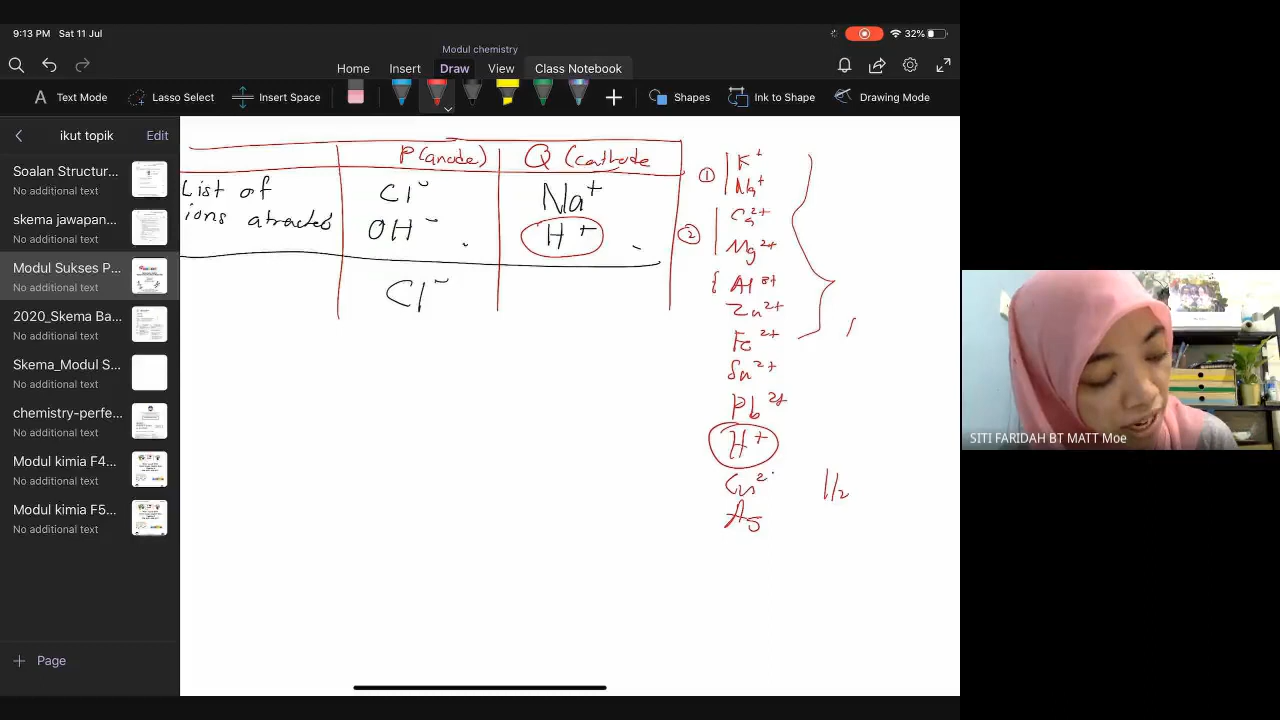 9:13 PM Sat 11 Jul
32%
Modul chemistry
Home Insert Draw View Class Notebook
Text Mode Lasso Select Insert Space Shapes Ink to Shape Drawing Mode
ikut topik Edit
Soalan Structur...
No additional text
skema jawapan...
No additional text
Modul Sukses P...
No additional text
2020_Skema Ba...
No additional text
Skema_Modul S...
No additional text
chemistry-perfe...
No additional text
Modul kima F4...
No additional text
Modul kimia F5...
No additional text
Page
P (anode) Q (cathode
List of Cl⁻ Na⁺
ions atracted OH⁻ H⁺
Cl⁻
① K⁺
Na⁺
Ca²⁺
② Mg²⁺
Al³⁺
Zn²⁺
Fe²⁺
Sn²⁺
Pb²⁺
H⁺
Cu²
Ag
SITI FARIDAH BT MATT Moe